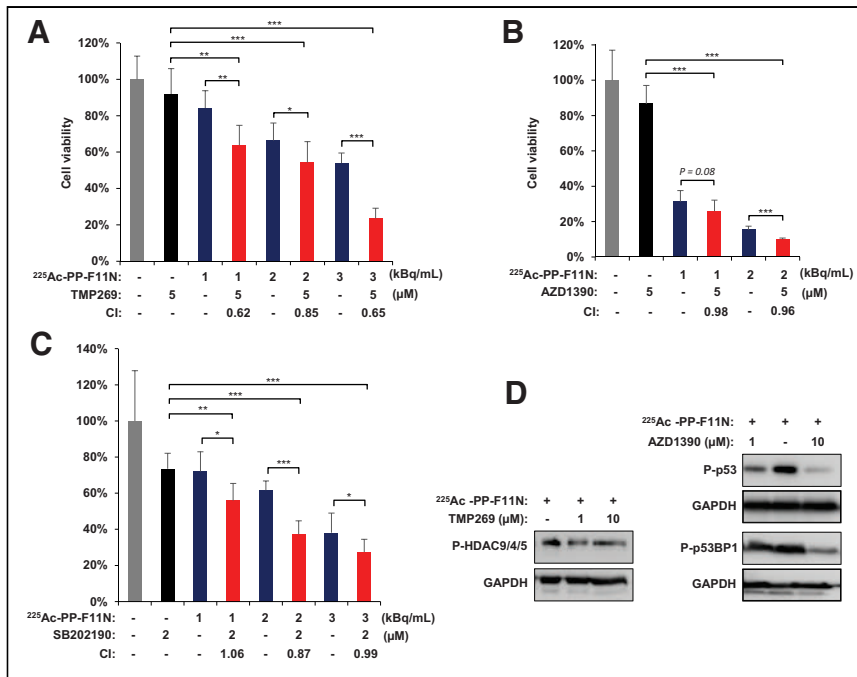 A
120%
100%
80%
60%
40%
20%
0%
Cell viability
***
***
**
**
*
***
²²⁵Ac-PP-F11N: - - 1 1 2 2 3 3 (kBq/mL)
TMP269: - 5 - 5 - 5 - 5 (µM)
CI: - - - 0.62 - 0.85 - 0.65
B
120%
100%
80%
60%
40%
20%
0%
Cell viability
***
***
P = 0.08
***
²²⁵Ac-PP-F11N: - - 1 1 2 2 (kBq/mL)
AZD1390: - 5 - 5 - 5 (µM)
CI: - - - 0.98 - 0.96
C
140%
120%
100%
80%
60%
40%
20%
0%
Cell viability
***
***
**
*
***
*
²²⁵Ac-PP-F11N: - - 1 1 2 2 3 3 (kBq/mL)
SB202190: - 2 - 2 - 2 - 2 (µM)
CI: - - - 1.06 - 0.87 - 0.99
D
²²⁵Ac -PP-F11N: + + +
TMP269 (µM): - 1 10
P-HDAC9/4/5
GAPDH
²²⁵Ac -PP-F11N: + + +
AZD1390 (µM): 1 - 10
P-p53
GAPDH
P-p53BP1
GAPDH